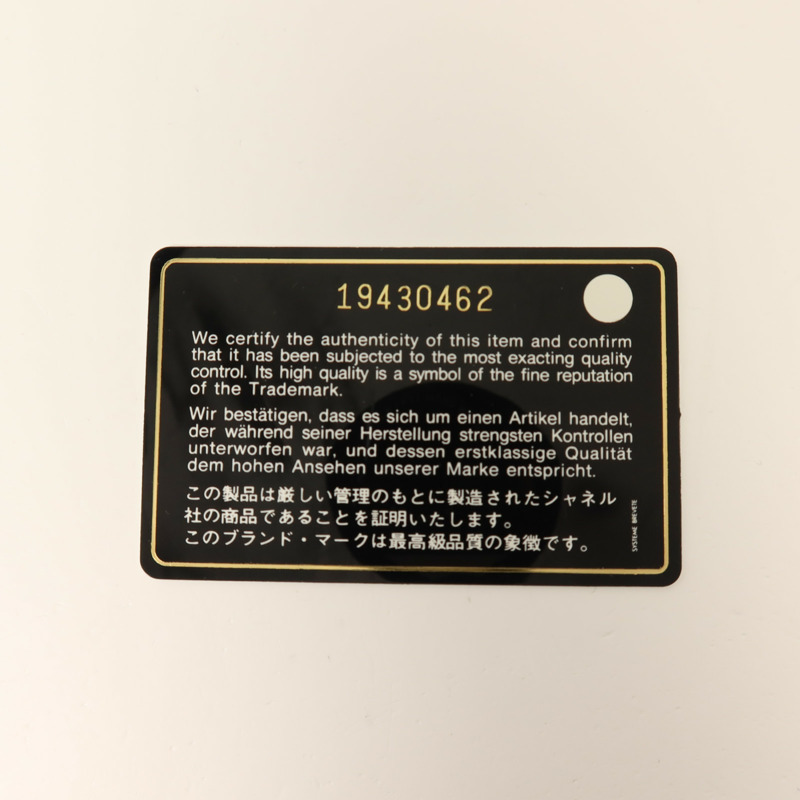 19430462
We certify the authenticity of this item and confirm
that it has been subjected to the most exacting quality
control. Its high quality is a symbol of the fine reputation
of the Trademark.
Wir bestätigen, dass es sich um einen Artikel handelt,
der während seiner Herstellung strengsten Kontrollen
unterworfen war, und dessen erstklassige Qualität
dem hohen Ansehen unserer Marke entspricht.
この製品は厳しい管理のもとに製造されたシャネル
社の商品であることを証明いたします。
このブランド・マークは最高級品質の象徴です。
SYSTEME BREVETE